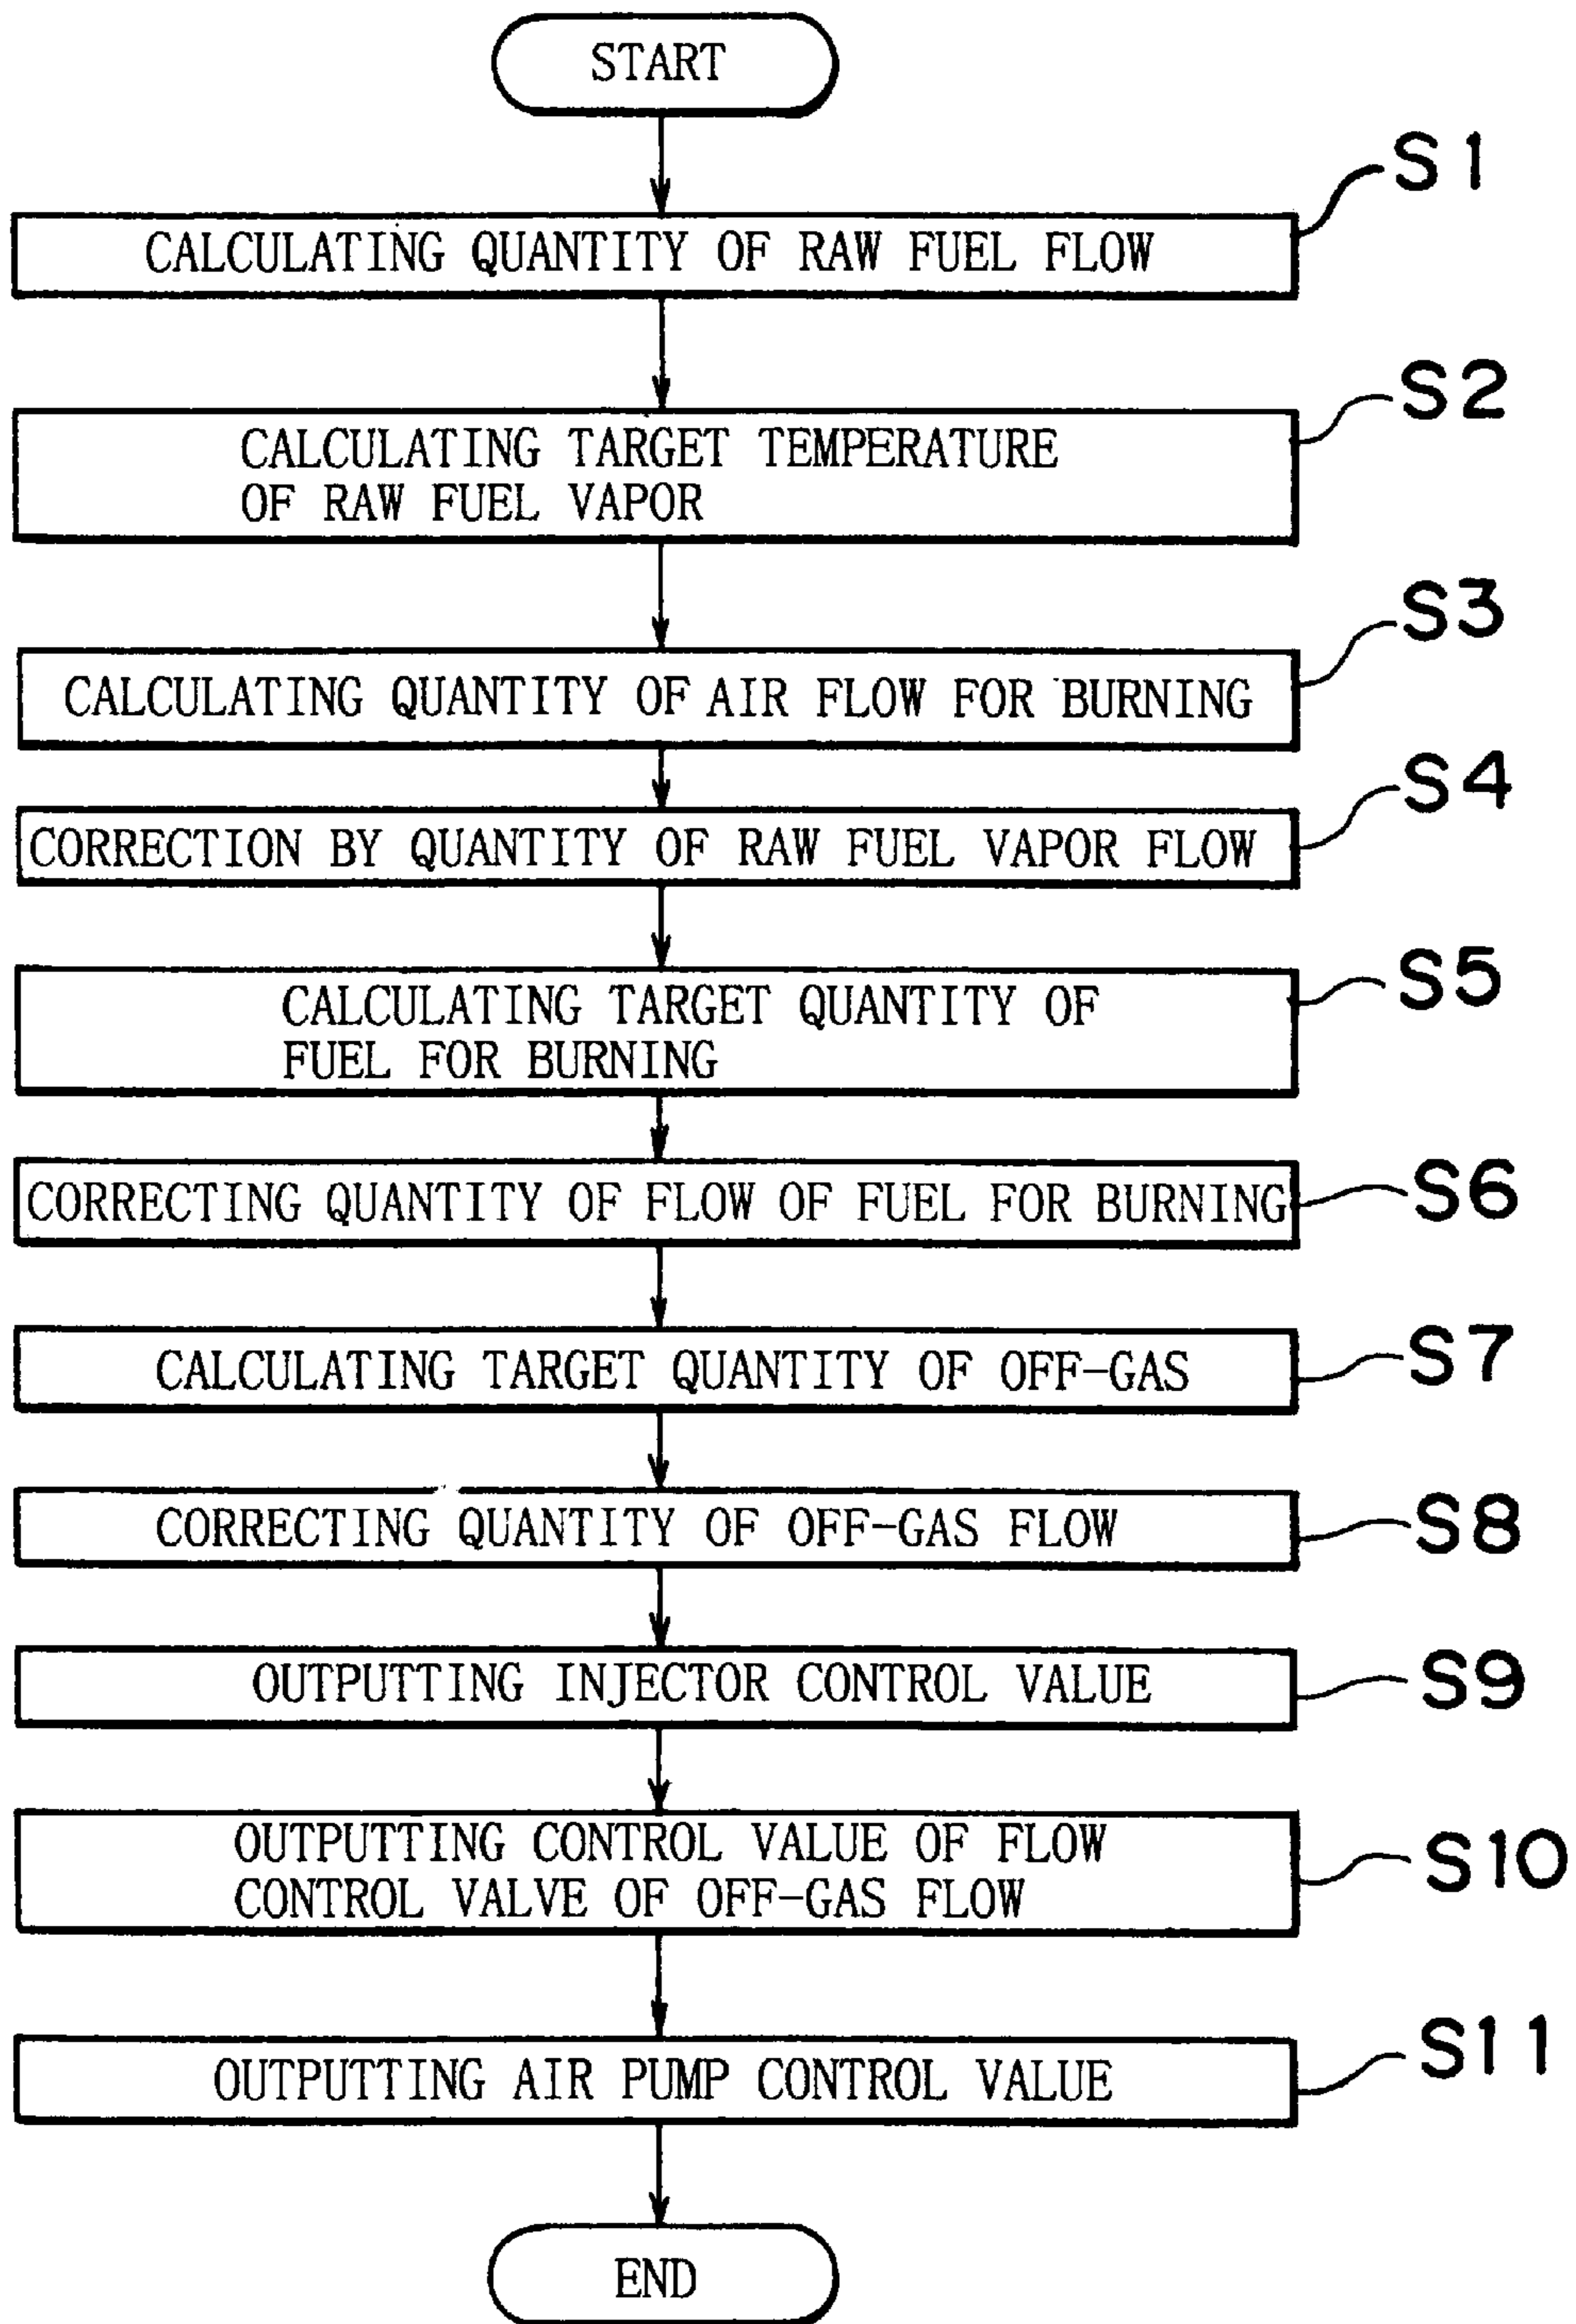 START
S1
CALCULATING QUANTITY OF RAW FUEL FLOW
S2
CALCULATING TARGET TEMPERATURE
OF RAW FUEL VAPOR
S3
CALCULATING QUANTITY OF AIR FLOW FOR BURNING
S4
CORRECTION BY QUANTITY OF RAW FUEL VAPOR FLOW
S5
CALCULATING TARGET QUANTITY OF
FUEL FOR BURNING
S6
CORRECTING QUANTITY OF FLOW OF FUEL FOR BURNING
S7
CALCULATING TARGET QUANTITY OF OFF-GAS
S8
CORRECTING QUANTITY OF OFF-GAS FLOW
S9
OUTPUTTING INJECTOR CONTROL VALUE
S10
OUTPUTTING CONTROL VALUE OF FLOW
CONTROL VALVE OF OFF-GAS FLOW
S11
OUTPUTTING AIR PUMP CONTROL VALUE
END